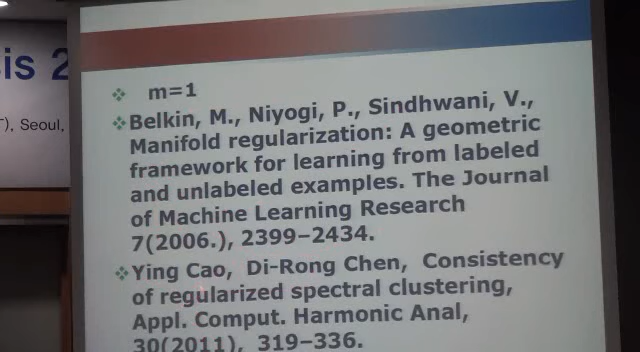 is 2
), Seoul,
m=1
Belkin, M., Niyogi, P., Sindhwani, V.,
Manifold regularization: A geometric
framework for learning from labeled
and unlabeled examples. The Journal
of Machine Learning Research
7(2006.), 2399–2434.
Ying Cao, Di-Rong Chen, Consistency
of regularized spectral clustering,
Appl. Comput. Harmonic Anal,
30(2011), 319–336.